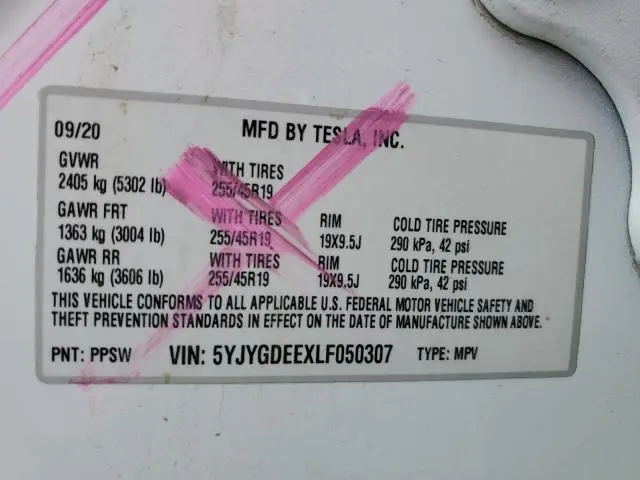 09/20 MFD BY TESLA, INC.
GVWR WITH TIRES
2405 kg (5302 lb) 255/45R19
GAWR FRT WITH TIRES RIM COLD TIRE PRESSURE
1363 kg (3004 lb) 255/45R19 19X9.5J 290 kPa, 42 psi
GAWR RR WITH TIRES RIM COLD TIRE PRESSURE
1636 kg (3606 lb) 255/45R19 19X9.5J 290 kPa, 42 psi
THIS VEHICLE CONFORMS TO ALL APPLICABLE U.S. FEDERAL MOTOR VEHICLE SAFETY AND
THEFT PREVENTION STANDARDS IN EFFECT ON THE DATE OF MANUFACTURE SHOWN ABOVE.
PNT: PPSW VIN: 5YJYGDEEXLF050307 TYPE: MPV